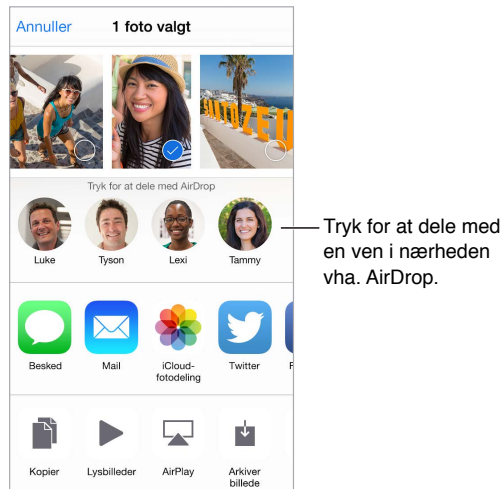 Annuller 1 foto valgt
AUTOZEN
Tryk for at dele med AirDrop
Luke Tyson Lexi Tammy
Tryk for at dele med
en ven i nærheden
vha. AirDrop.
Besked Mail iCloud-
fotodeling Twitter F
Kopier Lysbilleder AirPlay Arkiver
billede